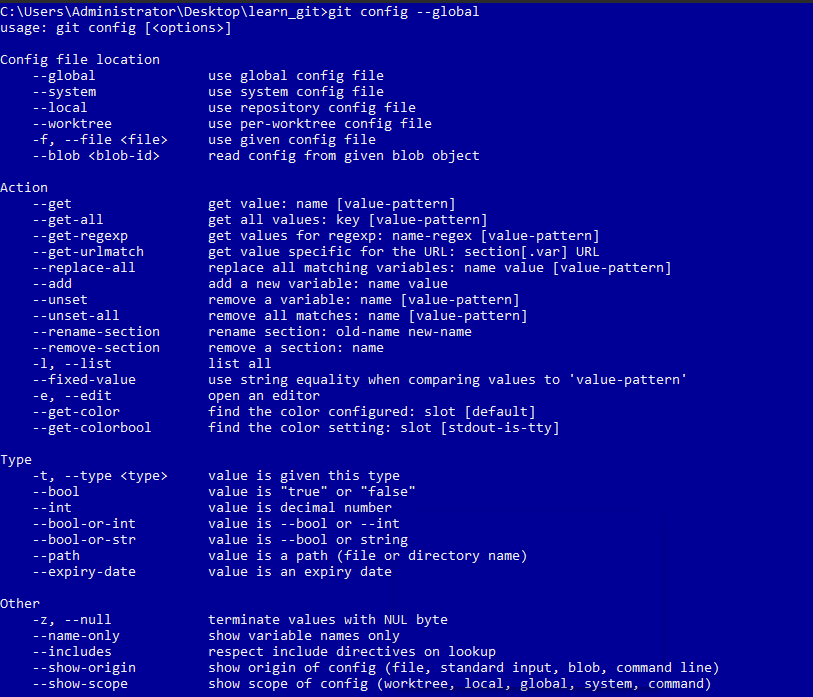 C:\Users\Administrator\Desktop\learn_git>git config --global
usage: git config [<options>]

Config file location
    --global              use global config file
    --system              use system config file
    --local               use repository config file
    --worktree            use per-worktree config file
    -f, --file <file>     use given config file
    --blob <blob-id>      read config from given blob object

Action
    --get                 get value: name [value-pattern]
    --get-all             get all values: key [value-pattern]
    --get-regexp          get values for regexp: name-regex [value-pattern]
    --get-urlmatch        get value specific for the URL: section[.var] URL
    --replace-all         replace all matching variables: name value [value-pattern]
    --add                 add a new variable: name value
    --unset               remove a variable: name [value-pattern]
    --unset-all           remove all matches: name [value-pattern]
    --rename-section      rename section: old-name new-name
    --remove-section      remove a section: name
    -l, --list            list all
    --fixed-value         use string equality when comparing values to 'value-pattern'
    -e, --edit            open an editor
    --get-color           find the color configured: slot [default]
    --get-colorbool       find the color setting: slot [stdout-is-tty]

Type
    -t, --type <type>     value is given this type
    --bool                value is "true" or "false"
    --int                 value is decimal number
    --bool-or-int         value is --bool or --int
    --bool-or-str         value is --bool or string
    --path                value is a path (file or directory name)
    --expiry-date         value is an expiry date

Other
    -z, --null            terminate values with NUL byte
    --name-only           show variable names only
    --includes            respect include directives on lookup
    --show-origin         show origin of config (file, standard input, blob, command line)
    --show-scope          show scope of config (worktree, local, global, system, command)